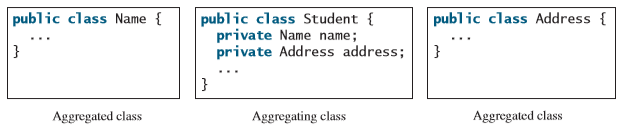 public class Name {
  ...
}
Aggregated class
public class Student {
  private Name name;
  private Address address;
  ...
}
Aggregating class
public class Address {
  ...
}
Aggregated class